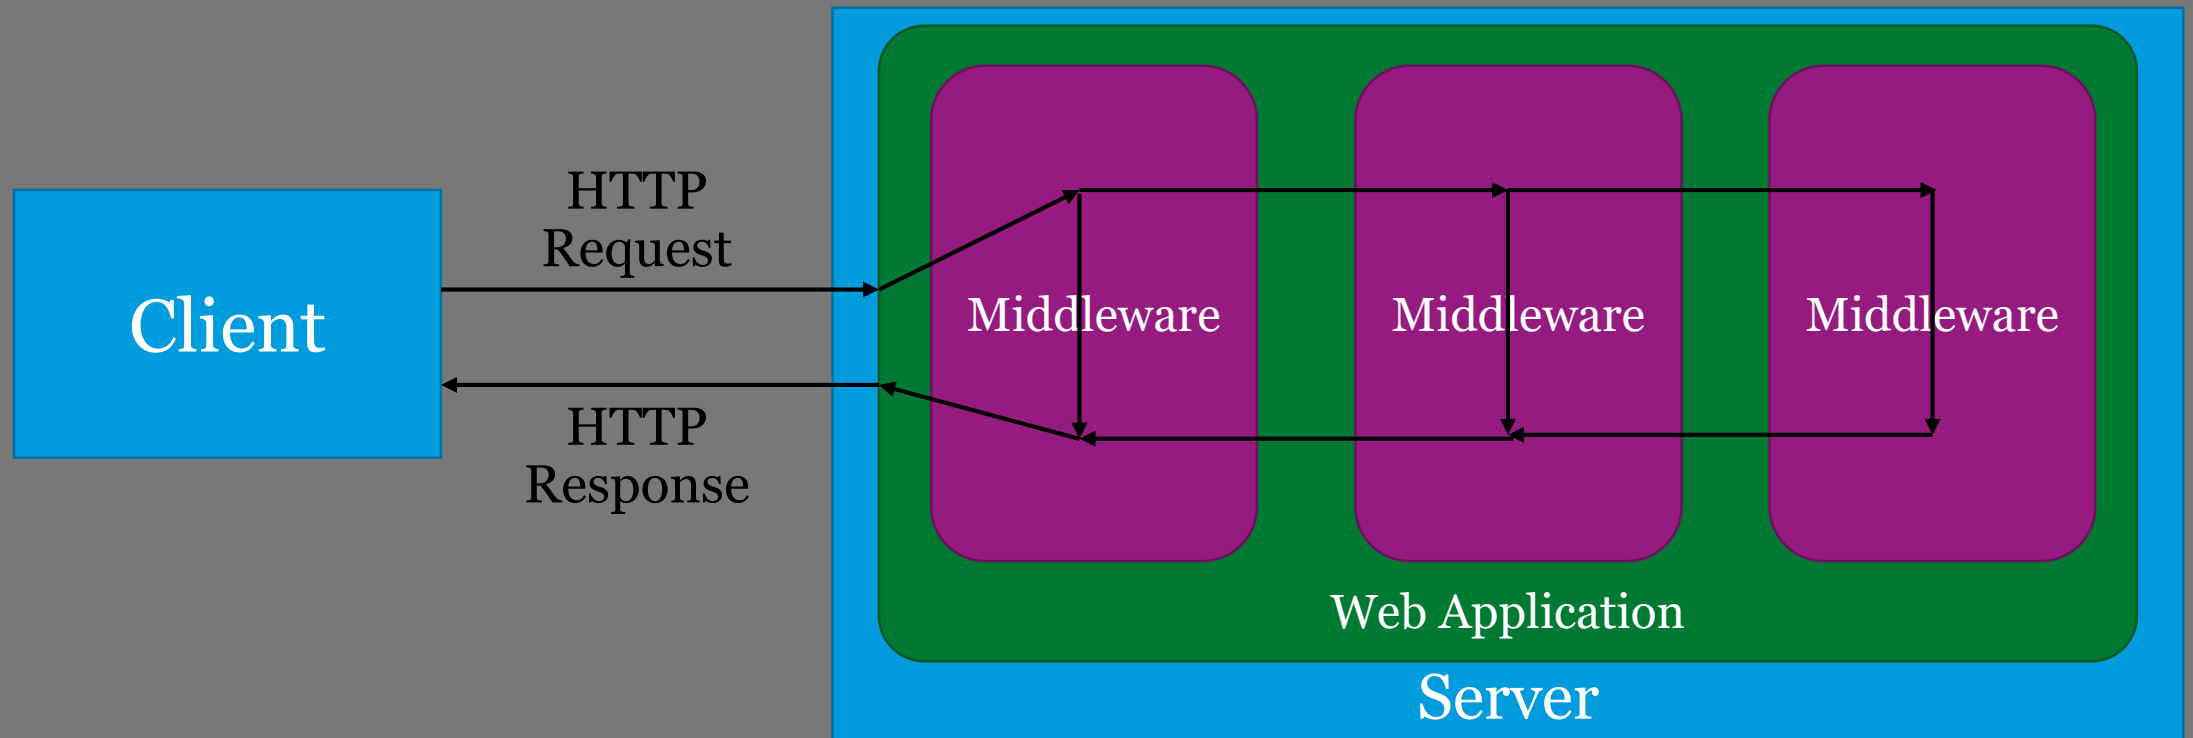 Client
HTTP
Request
HTTP
Response
Middleware
Middleware
Middleware
Web Application
Server